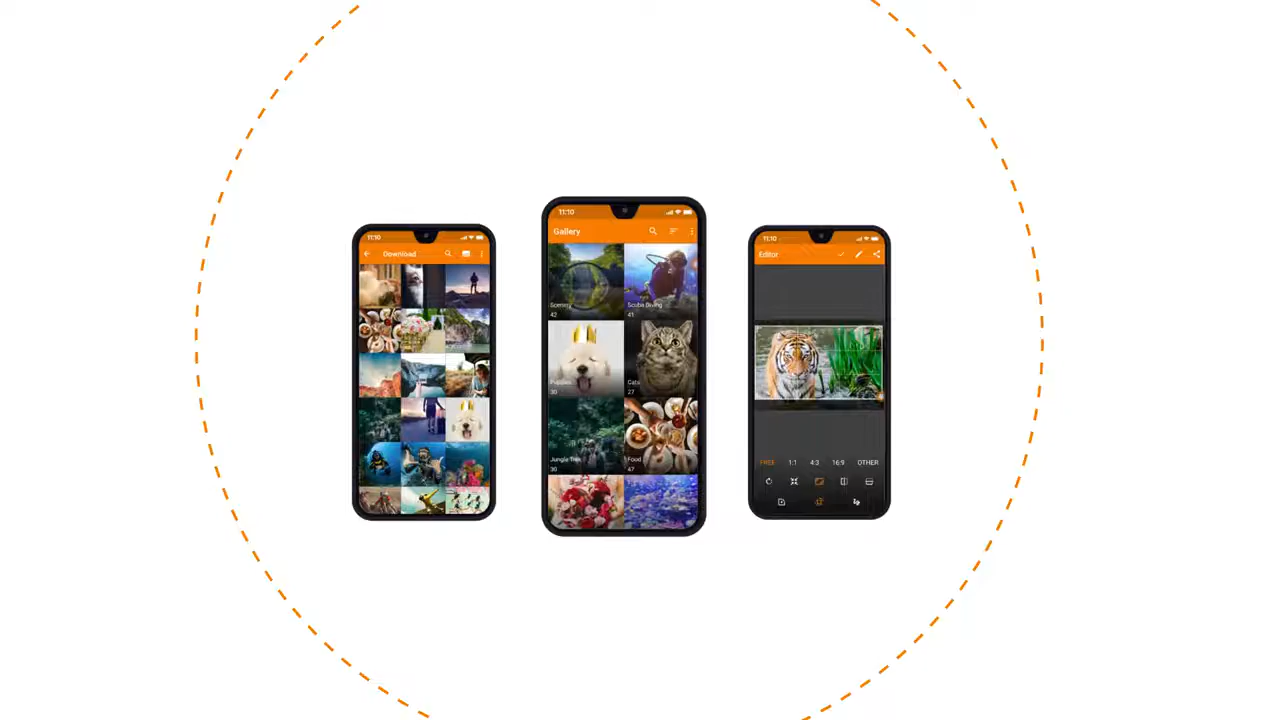 11:10
Download
11:10
Gallery
Scenery
42
Scuba Diving
41
Puppies
30
Cats
27
Jungle Trek
30
Food
47
11:10
Editor
FREE 1:1 4:3 16:9 OTHER